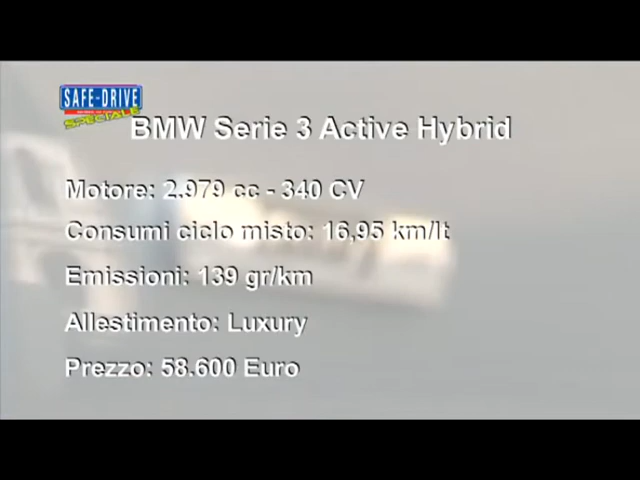 SAFE-DRIVE
SPECIALE
BMW Serie 3 Active Hybrid
Motore: 2.979 cc - 340 CV
Consumi ciclo misto: 16,95 km/lt
Emissioni: 139 gr/km
Allestimento: Luxury
Prezzo: 58.600 Euro